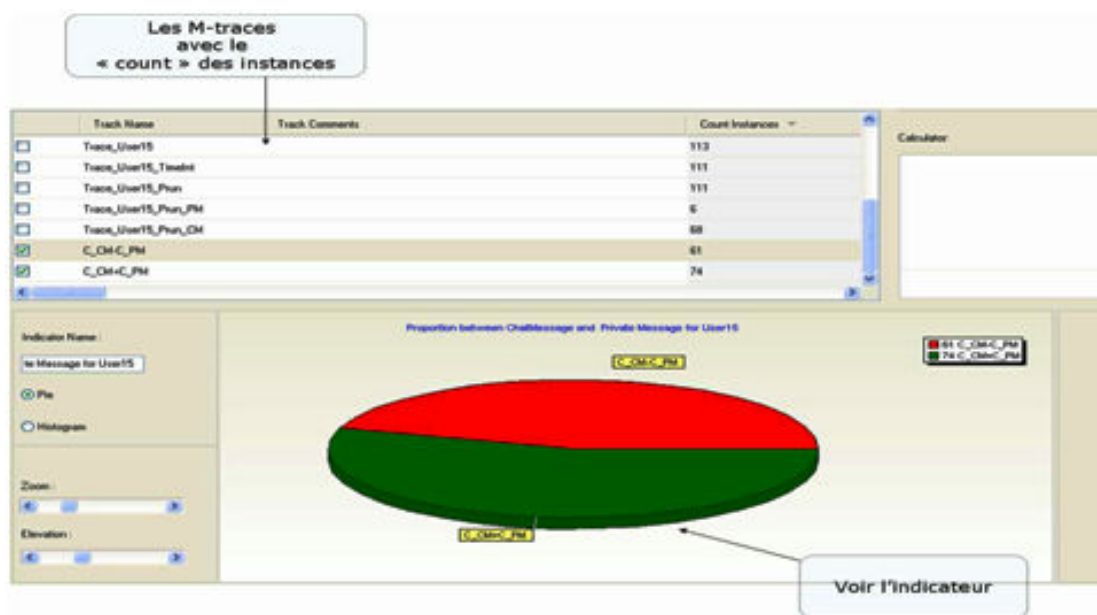 Les M-traces
avec le
« count » des instances
Track Name Track Comments Count Instances
Calculator
Trace_User15 113
Trace_User15_TimeInt 111
Trace_User15_Prun 111
Trace_User15_Prun_PM 6
Trace_User15_Prun_CM 68
C_CM-C_PM 61
C_CM+C_PM 74
Indicator Name :
te Message for User15
Pie
Histogram
Zoom :
Elevation :
Proportion between ChatMessage and Private Message for User15
C_CM-C_PM
61 C_CM-C_PM
74 C_CM+C_PM
C_CM+C_PM
Voir l'indicateur